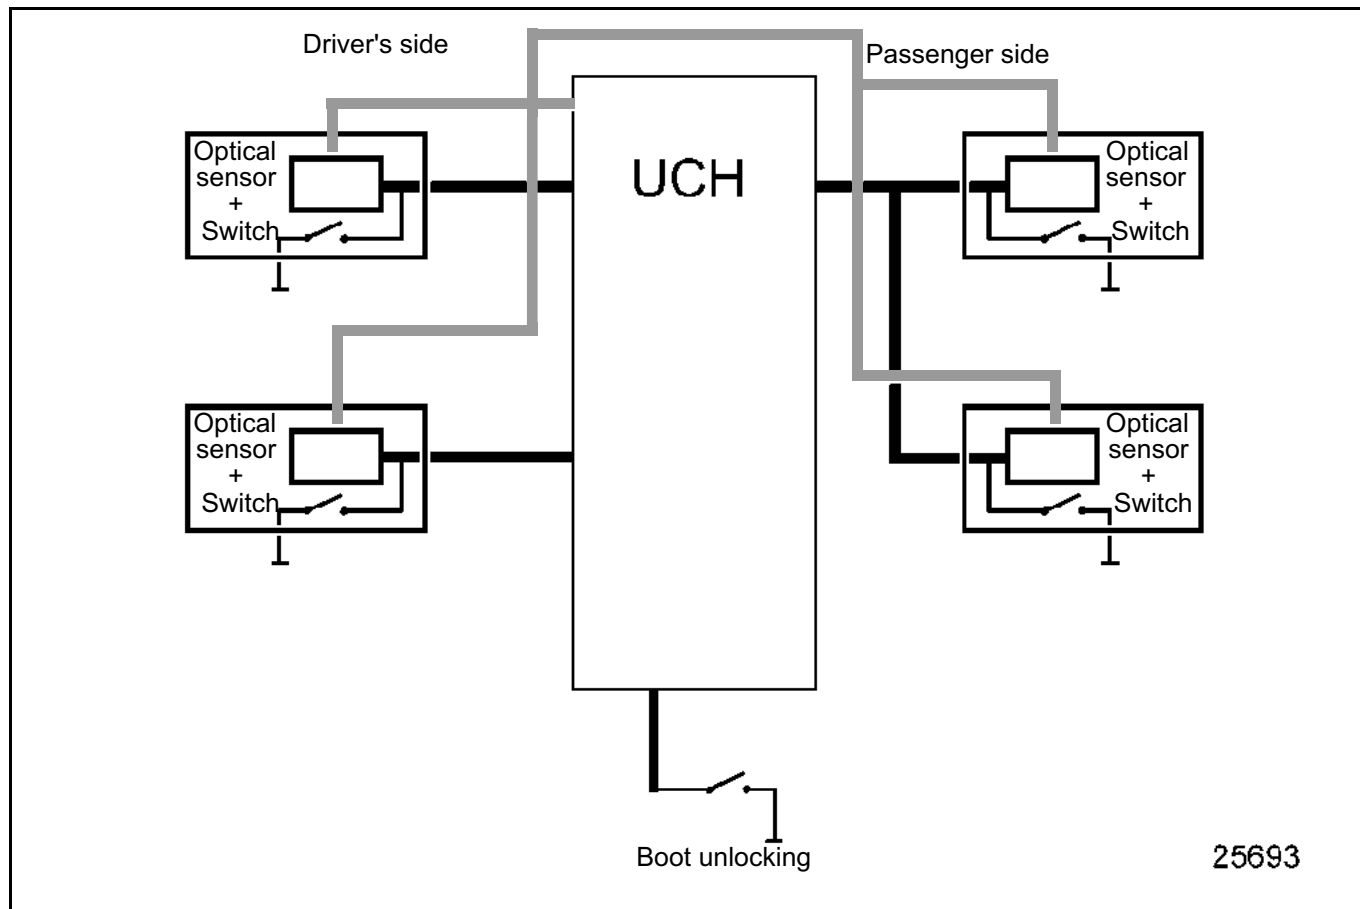 Driver's side
Passenger side
UCH
Optical
sensor
+
Switch
Optical
sensor
+
Switch
Optical
sensor
+
Switch
Optical
sensor
+
Switch
Boot unlocking
25693